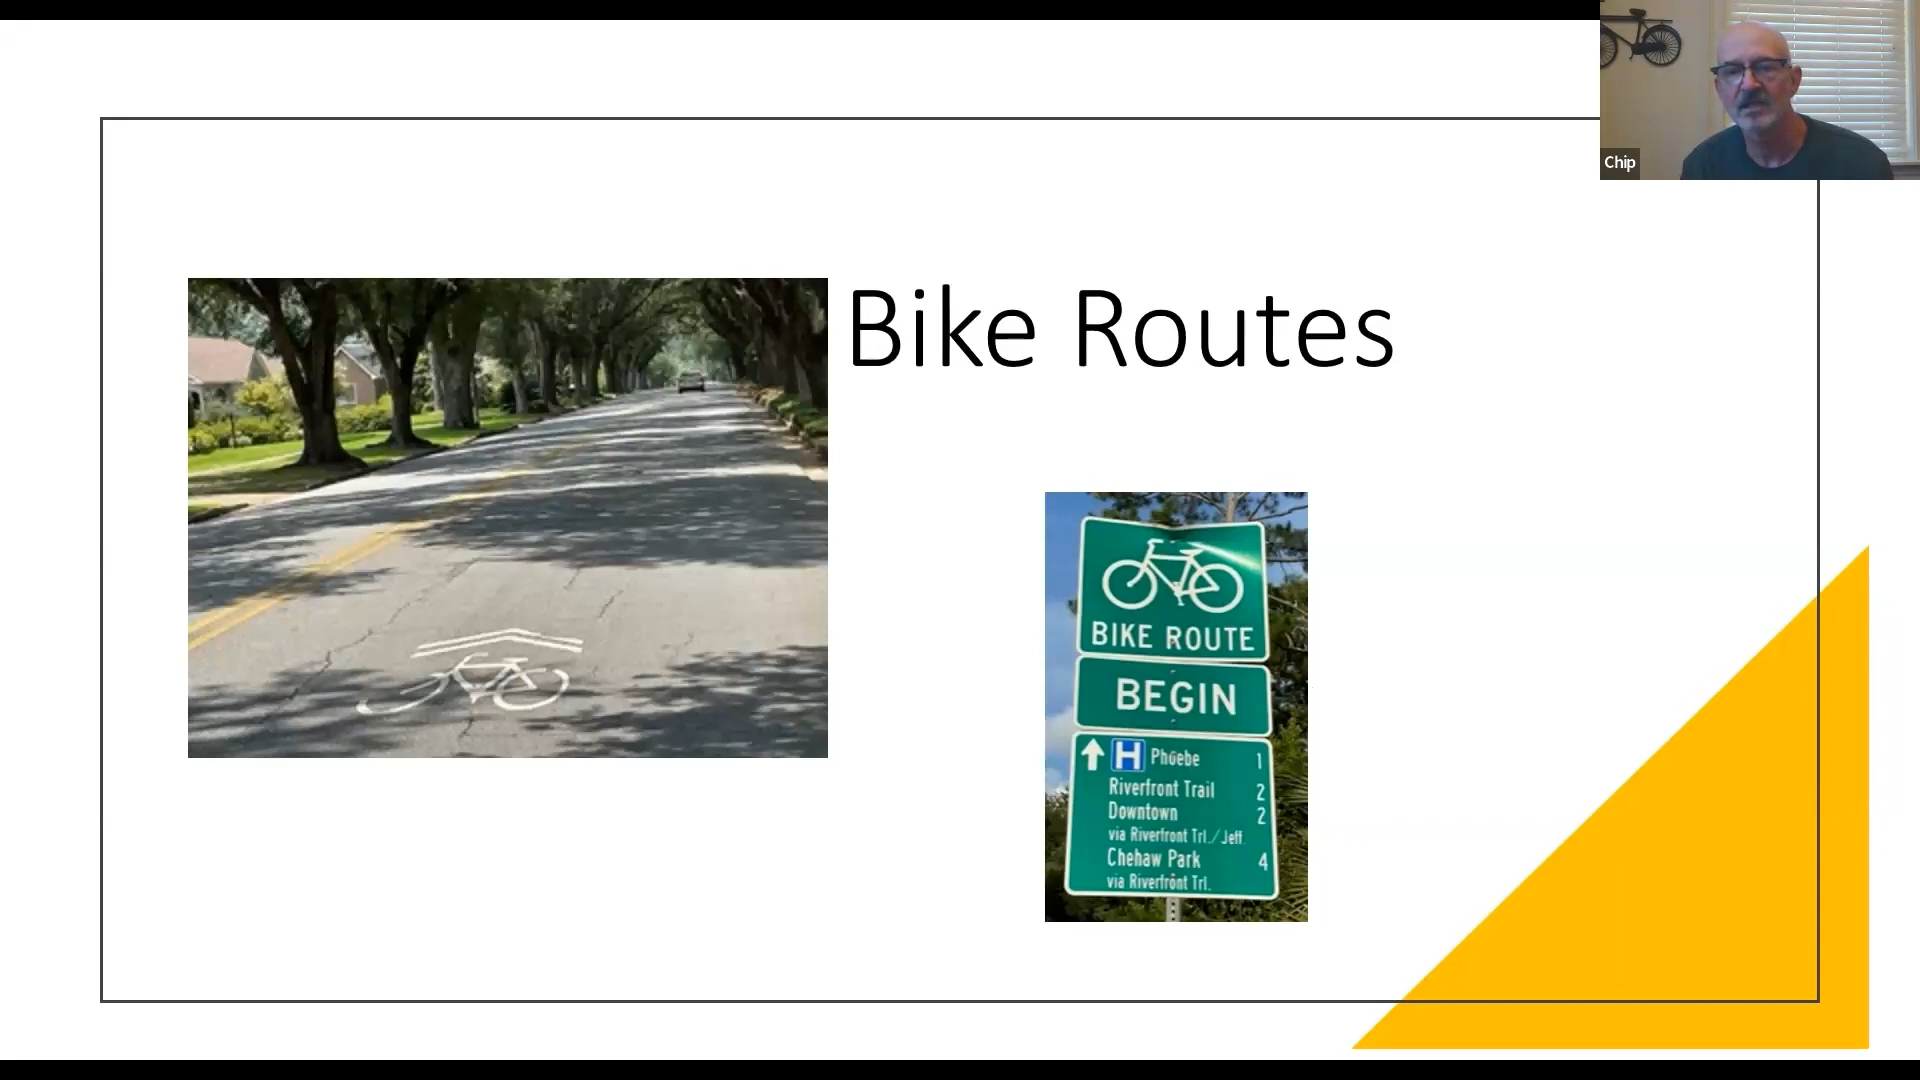 Chip
Bike Routes
BIKE ROUTE
BEGIN
H Phoebe 1
Riverfront Trail 2
Downtown 2
via Riverfront Trl./Jeff.
Chehaw Park 4
via Riverfront Trl.